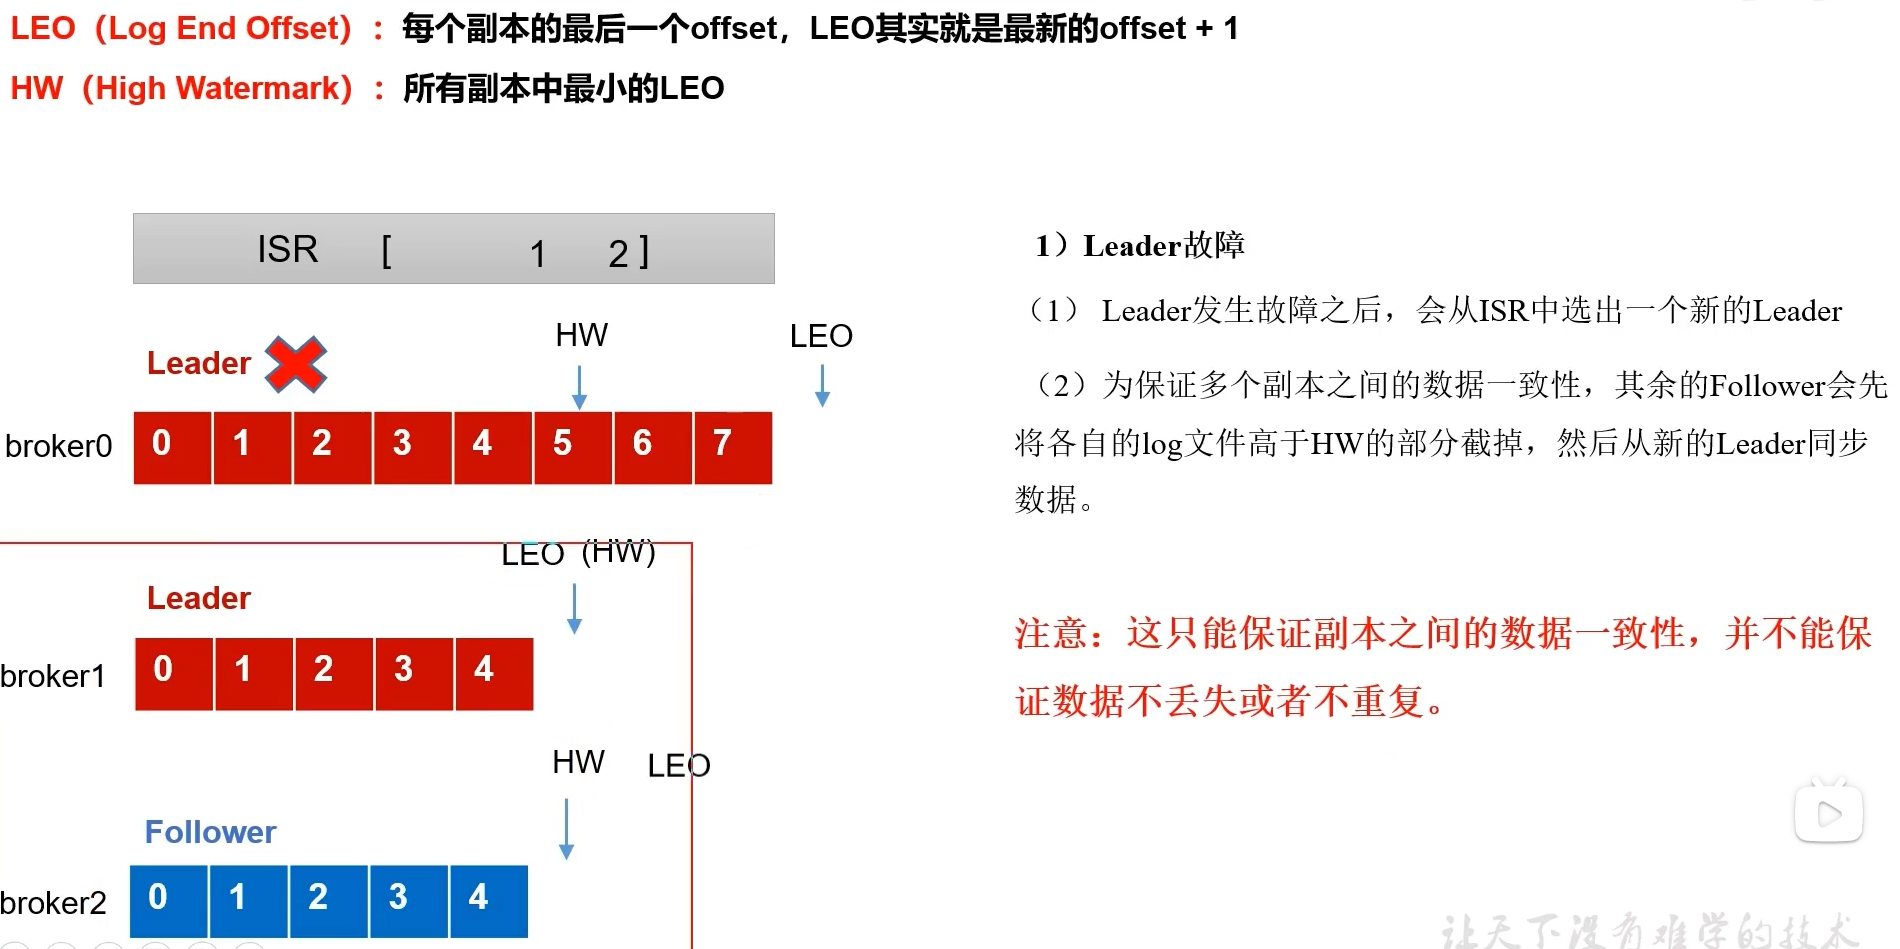 LEO（Log End Offset）：每个副本的最后一个offset，LEO其实就是最新的offset + 1
HW（High Watermark）：所有副本中最小的LEO
ISR [ 1 2 ]
HW
LEO
Leader
broker0 0 1 2 3 4 5 6 7
LEO (HW)
Leader
broker1 0 1 2 3 4
HW LEO
Follower
broker2 0 1 2 3 4
1）Leader故障
（1） Leader发生故障之后，会从ISR中选出一个新的Leader
（2）为保证多个副本之间的数据一致性，其余的Follower会先
将各自的log文件高于HW的部分截掉，然后从新的Leader同步
数据。
注意：这只能保证副本之间的数据一致性，并不能保
证数据不丢失或者不重复。
让天下没有难学的技术